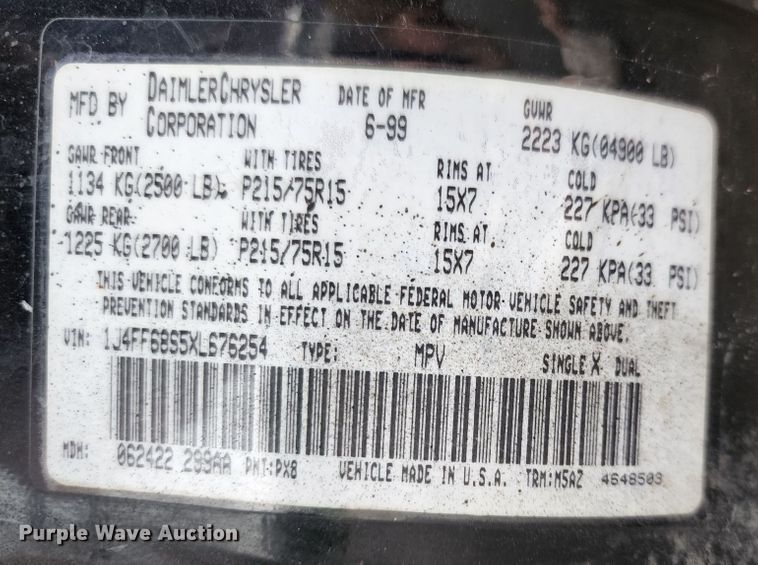 MFD BY DAIMLERCHRYSLER CORPORATION DATE OF MFR 6-99 GVWR 2223 KG(04900 LB)
GAWR FRONT WITH TIRES RIMS AT COLD
1134 KG(2500 LB) P215/75R15 15X7 227 KPA(33 PSI)
GAWR REAR WITH TIRES RIMS AT COLD
1225 KG(2700 LB) P215/75R15 15X7 227 KPA(33 PSI)
THIS VEHICLE CONFORMS TO ALL APPLICABLE FEDERAL MOTOR VEHICLE SAFETY AND THEFT
PREVENTION STANDARDS IN EFFECT ON THE DATE OF MANUFACTURE SHOWN ABOVE.
VIN: 1J4FF68S5XL676254 TYPE: MPV SINGLE X DUAL
MDH: 062422 299AA PNT:PX8 VEHICLE MADE IN U.S.A. TRM:M5AZ 4648503
Purple Wave Auction